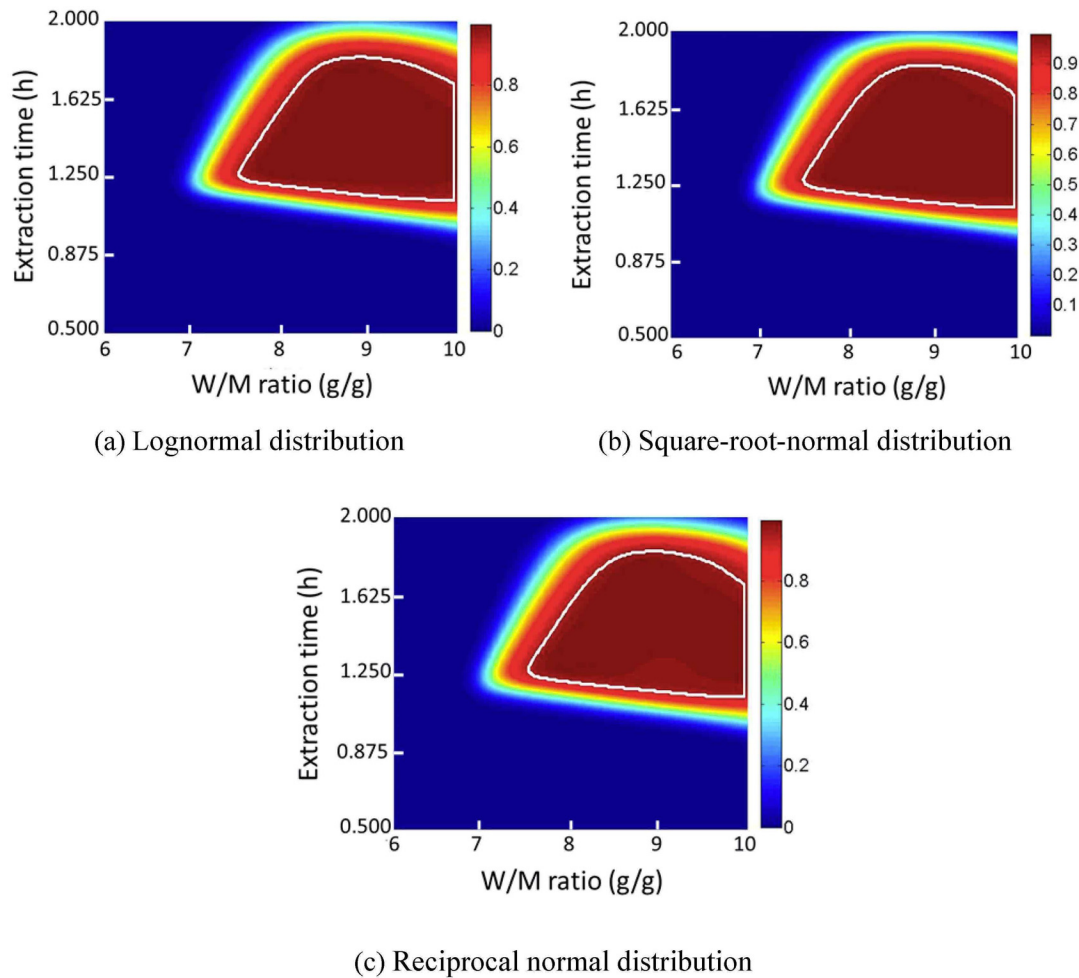 2.000
1.625
1.250
0.875
0.500
Extraction time (h)
6 7 8 9 10
W/M ratio (g/g)
0.8
0.6
0.4
0.2
0
(a) Lognormal distribution
2.000
1.625
1.250
0.875
0.500
Extraction time (h)
6 7 8 9 10
W/M ratio (g/g)
0.9
0.8
0.7
0.6
0.5
0.4
0.3
0.2
0.1
(b) Square-root-normal distribution
2.000
1.625
1.250
0.875
0.500
Extraction time (h)
6 7 8 9 10
W/M ratio (g/g)
0.8
0.6
0.4
0.2
0
(c) Reciprocal normal distribution